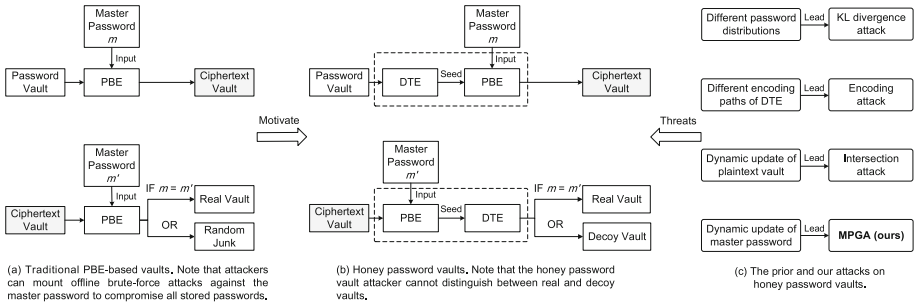 Master
Password
m
Input
Password
Vault
PBE
Ciphertext
Vault
Master
Password
m'
Input
Ciphertext
Vault
PBE
IF m = m'
OR
Real Vault
Random
Junk
(a) Traditional PBE-based vaults. Note that attackers
can mount offline brute-force attacks against the
master password to compromise all stored passwords.
Motivate
Master
Password
m
Input
Password
Vault
DTE
Seed
PBE
Ciphertext
Vault
Master
Password
m'
Input
Ciphertext
Vault
PBE
Seed
DTE
IF m = m'
OR
Real Vault
Decoy Vault
(b) Honey password vaults. Note that the honey password
vault attacker cannot distinguish between real and decoy
vaults.
Threats
Different password
distributions
Lead
KL divergence
attack
Different encoding
paths of DTE
Lead
Encoding
attack
Dynamic update of
plaintext vault
Lead
Intersection
attack
Dynamic update of
master password
Lead
MPGA (ours)
(c) The prior and our attacks on
honey password vaults.